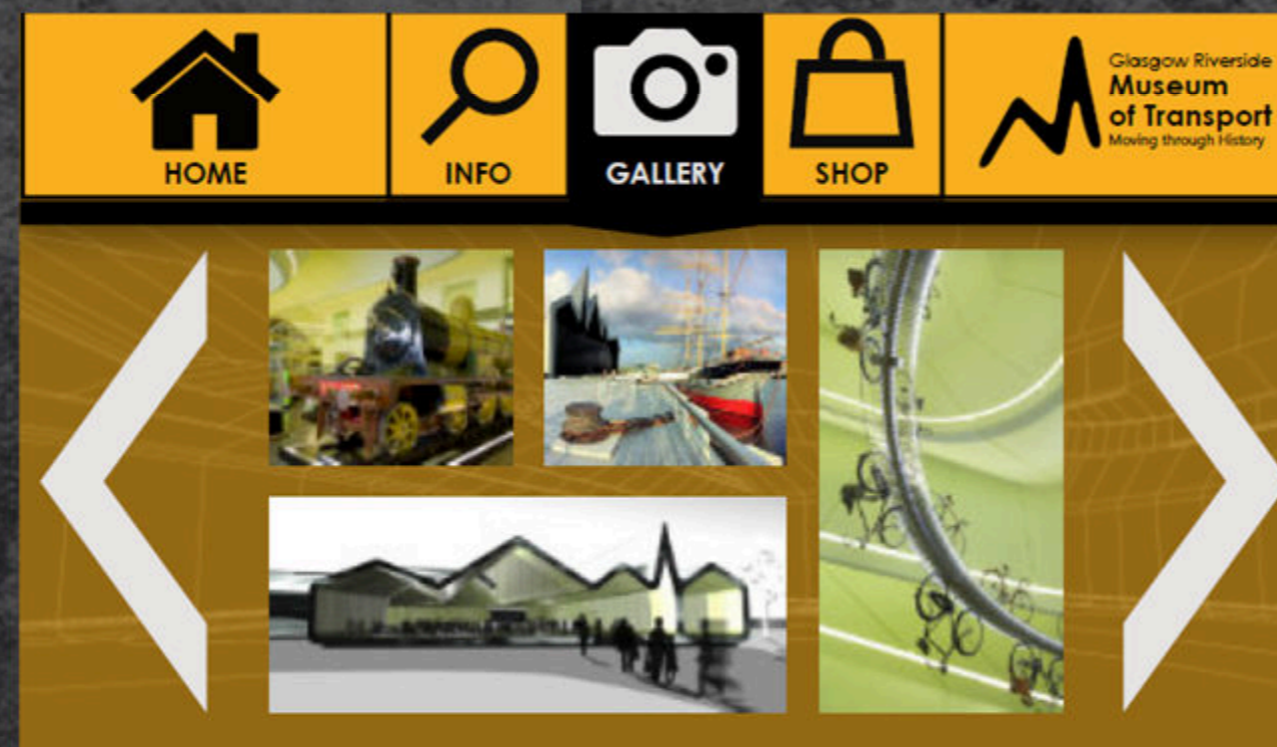 HOME
INFO
GALLERY
SHOP
Glasgow Riverside
Museum
of Transport
Moving through History